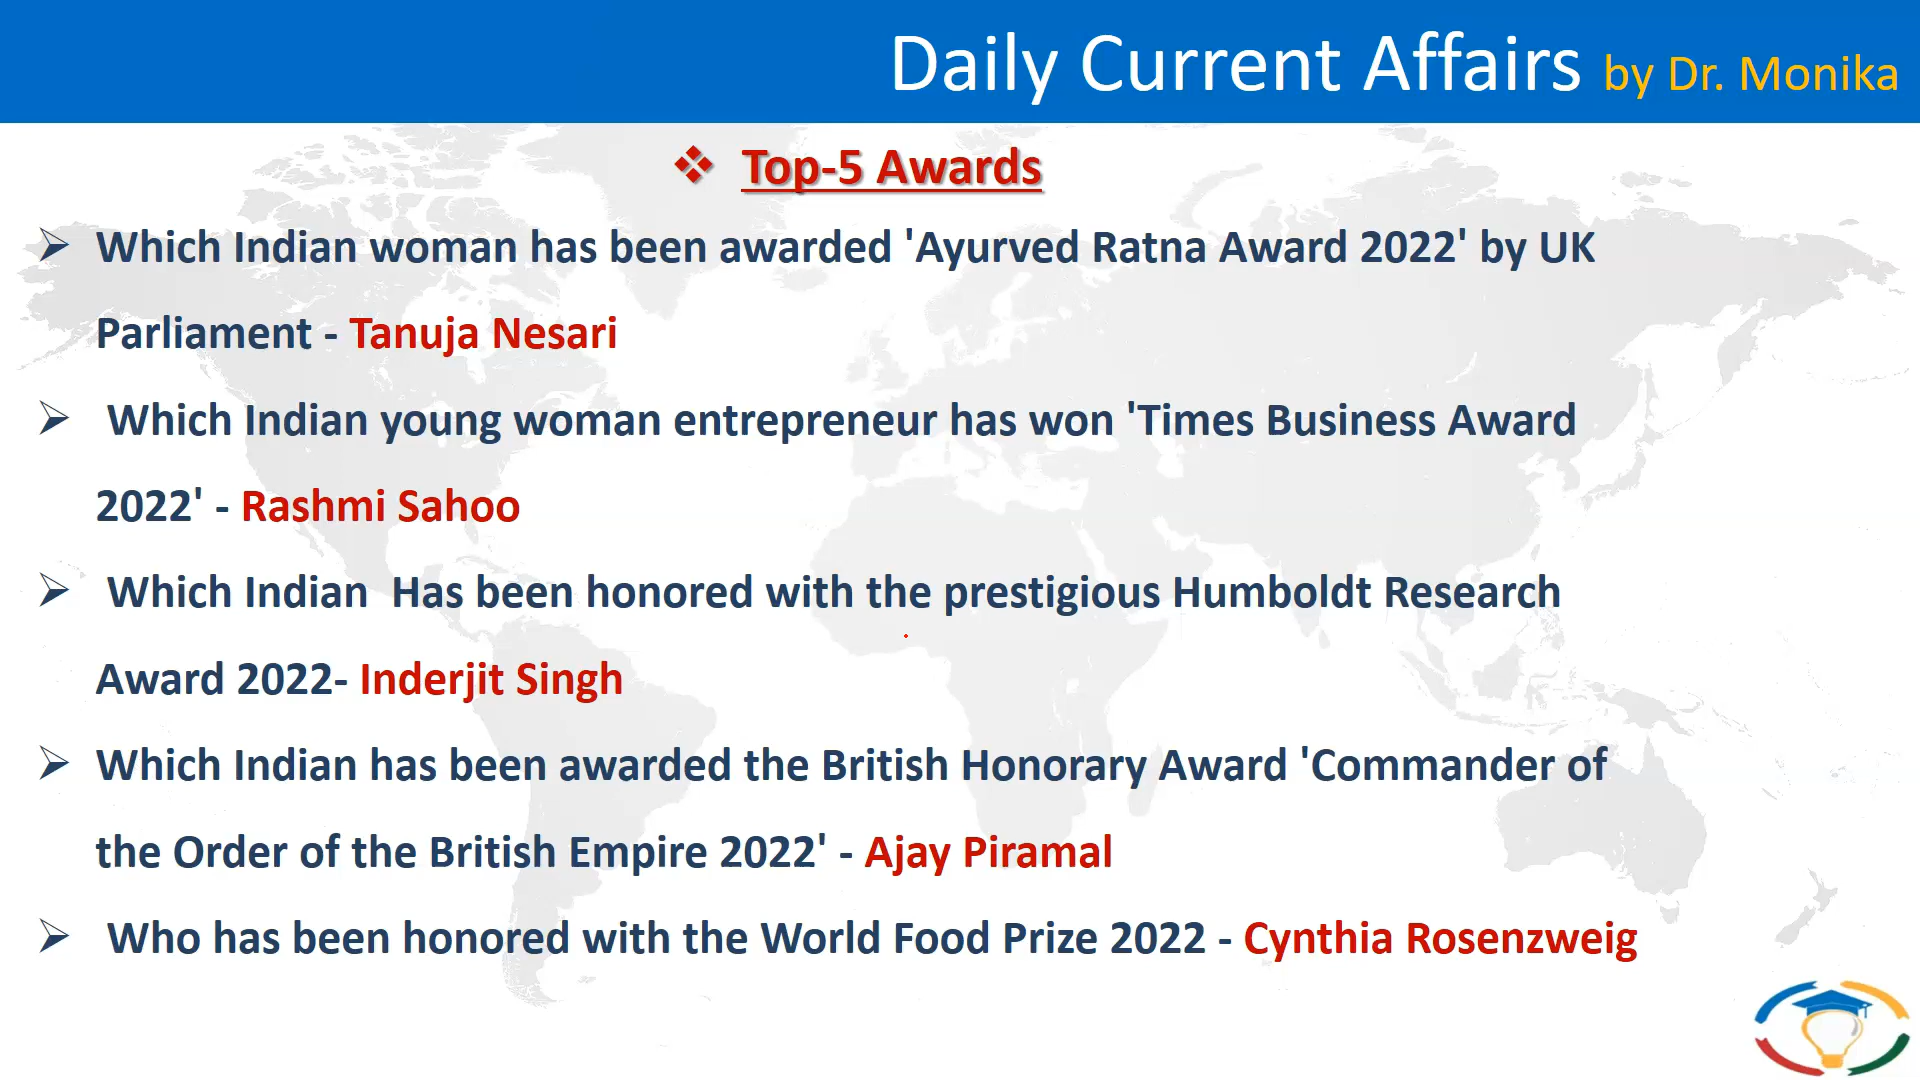 Daily Current Affairs by Dr. Monika
❖ Top-5 Awards
➢ Which Indian woman has been awarded 'Ayurved Ratna Award 2022' by UK
Parliament - Tanuja Nesari
➢ Which Indian young woman entrepreneur has won 'Times Business Award
2022' - Rashmi Sahoo
➢ Which Indian Has been honored with the prestigious Humboldt Research
Award 2022- Inderjit Singh
➢ Which Indian has been awarded the British Honorary Award 'Commander of
the Order of the British Empire 2022' - Ajay Piramal
➢ Who has been honored with the World Food Prize 2022 - Cynthia Rosenzweig